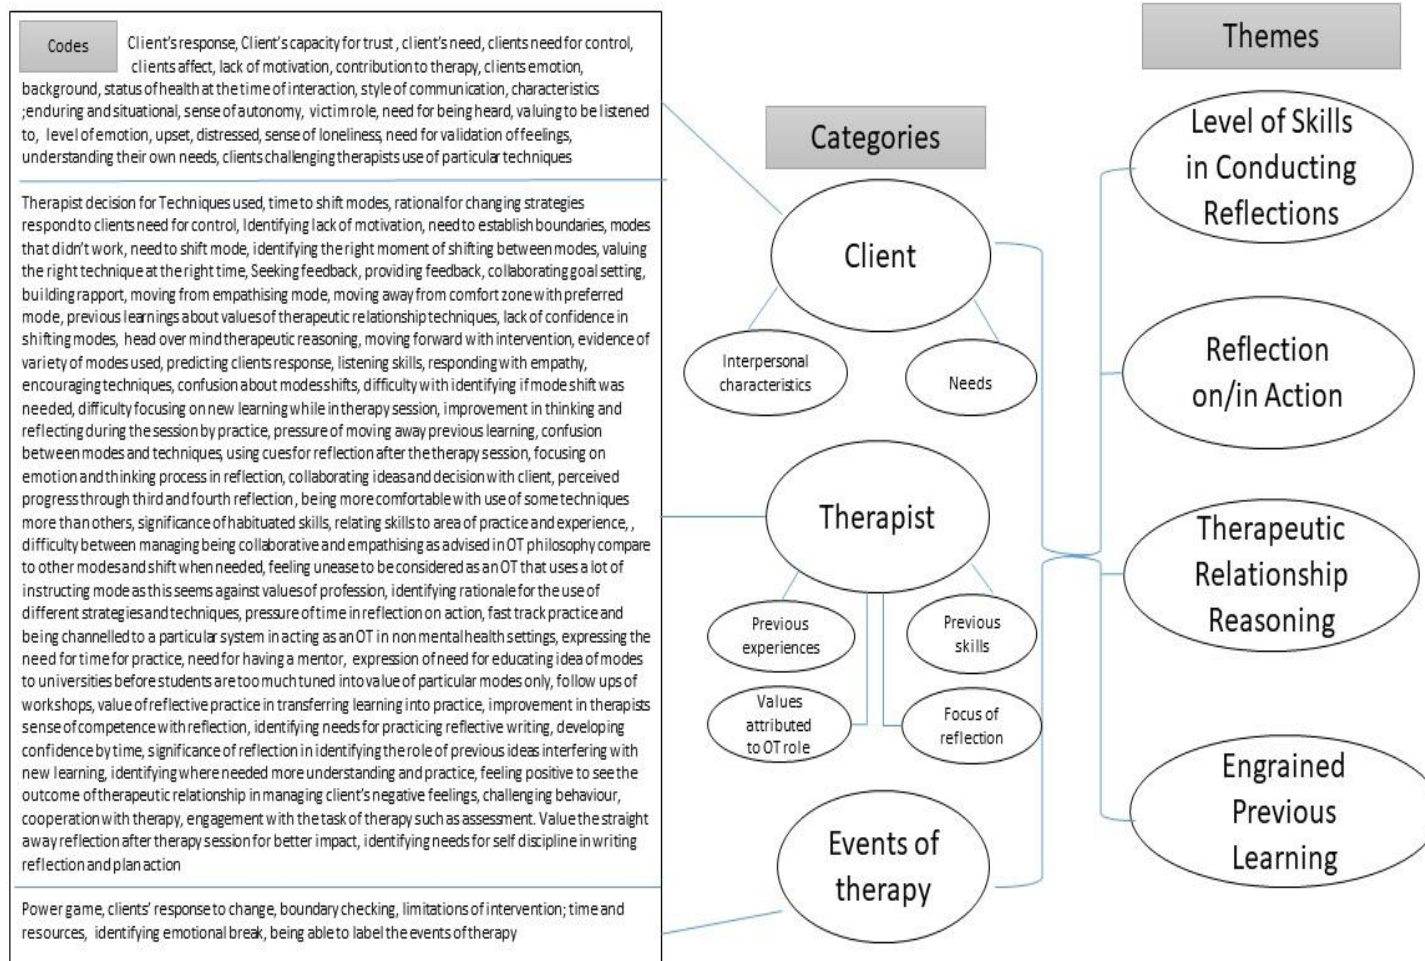 Codes
Client's response, Client's capacity for trust , client's need, clients need for control,
clients affect, lack of motivation, contribution to therapy, clients emotion,
background, status of health at the time of interaction, style of communication, characteristics
;enduring and situational, sense of autonomy, victim role, need for being heard, valuing to be listened
to, level of emotion, upset, distressed, sense of loneliness, need for validation of feelings,
understanding their own needs, clients challenging therapists use of particular techniques
Therapist decision for Techniques used, time to shift modes, rational for changing strategies
respond to clients need for control, Identifying lack of motivation, need to establish boundaries, modes
that didn't work, need to shift mode, identifying the right moment of shifting between modes, valuing
the right technique at the right time, Seeking feedback, providing feedback, collaborating goal setting,
building rapport, moving from empathising mode, moving away from comfort zone with preferred
mode, previous learnings about values of therapeutic relationship techniques, lack of confidence in
shifting modes, head over mind therapeutic reasoning, moving forward with intervention, evidence of
variety of modes used, predicting clients response, listening skills, responding with empathy,
encouraging techniques, confusion about modes shifts, difficulty with identifying if mode shift was
needed, difficulty focusing on new learning while in therapy session, improvement in thinking and
reflecting during the session by practice, pressure of moving away previous learning, confusion
between modes and techniques, using cues for reflection after the therapy session, focusing on
emotion and thinking process in reflection, collaborating ideas and decision with client, perceived
progress through third and fourth reflection , being more comfortable with use of some techniques
more than others, significance of habituated skills, relating skills to area of practice and experience, ,
difficulty between managing being collaborative and empathising as advised in OT philosophy compare
to other modes and shift when needed, feeling unease to be considered as an OT that uses a lot of
instructing mode as this seems against values of profession, identifying rationale for the use of
different strategies and techniques, pressure of time in reflection on action, fast track practice and
being channelled to a particular system in acting as an OT in non mental health settings, expressing the
need for time for practice, need for having a mentor, expression of need for educating idea of modes
to universities before students are too much tuned into value of particular modes only, follow ups of
workshops, value of reflective practice in transferring learning into practice, improvement in therapists
sense of competence with reflection, identifying needs for practicing reflective writing, developing
confidence by time, significance of reflection in identifying the role of previous ideas interfering with
new learning, identifying where needed more understanding and practice, feeling positive to see the
outcome of therapeutic relationship in managing client's negative feelings, challenging behaviour,
cooperation with therapy, engagement with the task of therapy such as assessment. Value the straight
away reflection after therapy session for better impact, identifying needs for self discipline in writing
reflection and plan action
Power game, clients' response to change, boundary checking, limitations of intervention; time and
resources, identifying emotional break, being able to label the events of therapy
Categories
Client
Interpersonal
characteristics
Needs
Therapist
Previous
experiences
Previous
skills
Values
attributed
to OT role
Focus of
reflection
Events of
therapy
Themes
Level of Skills
in Conducting
Reflections
Reflection
on/in Action
Therapeutic
Relationship
Reasoning
Engrained
Previous
Learning